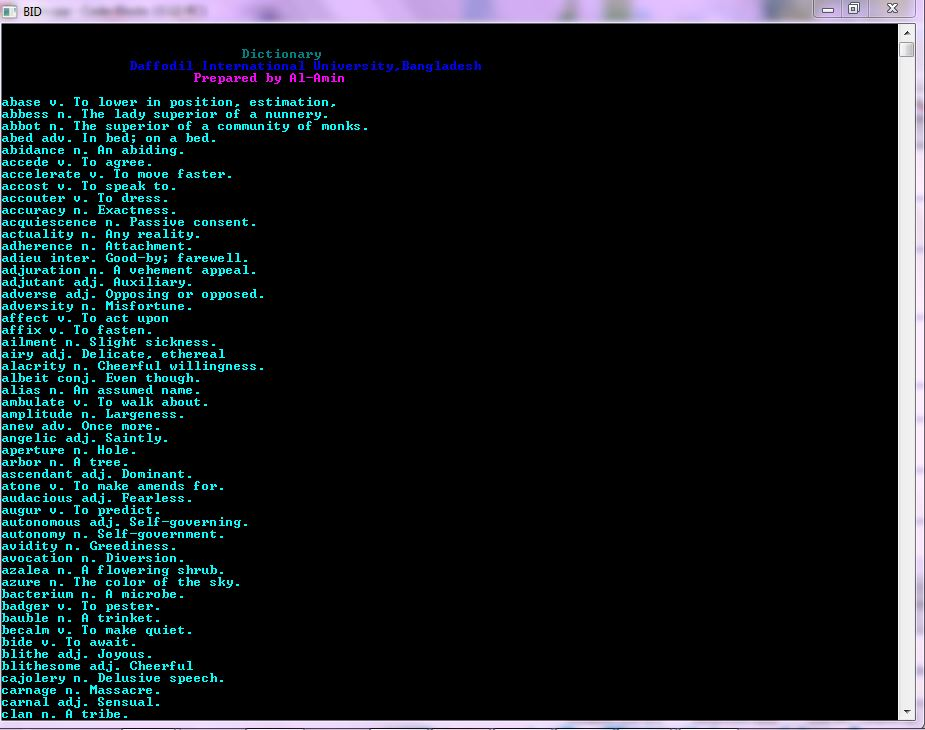 BID
Dictionary
Daffodil International University,Bangladesh
Prepared by Al-Amin
abase v. To lower in position, estimation,
abbess n. The lady superior of a nunnery.
abbot n. The superior of a community of monks.
abed adv. In bed; on a bed.
abidance n. An abiding.
accede v. To agree.
accelerate v. To move faster.
accost v. To speak to.
accouter v. To dress.
accuracy n. Exactness.
acquiescence n. Passive consent.
actuality n. Any reality.
adherence n. Attachment.
adieu inter. Good-by; farewell.
adjuration n. A vehement appeal.
adjutant adj. Auxiliary.
adverse adj. Opposing or opposed.
adversity n. Misfortune.
affect v. To act upon
affix v. To fasten.
ailment n. Slight sickness.
airy adj. Delicate, ethereal
alacrity n. Cheerful willingness.
albeit conj. Even though.
alias n. An assumed name.
ambulate v. To walk about.
amplitude n. Largeness.
anew adv. Once more.
angelic adj. Saintly.
aperture n. Hole.
arbor n. A tree.
ascendant adj. Dominant.
atone v. To make amends for.
audacious adj. Fearless.
augur v. To predict.
autonomous adj. Self-governing.
autonomy n. Self-government.
avidity n. Greediness.
avocation n. Diversion.
azalea n. A flowering shrub.
azure n. The color of the sky.
bacterium n. A microbe.
badger v. To pester.
bauble n. A trinket.
becalm v. To make quiet.
bide v. To await.
blithe adj. Joyous.
blithesome adj. Cheerful
cajolery n. Delusive speech.
carnage n. Massacre.
carnal adj. Sensual.
clan n. A tribe.